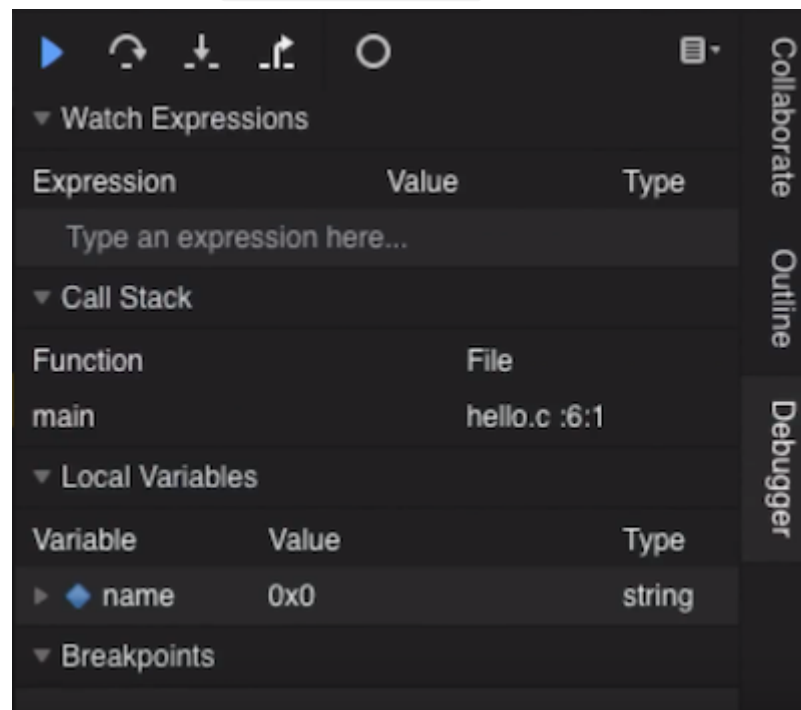 Watch Expressions
Expression Value Type
Type an expression here...
Call Stack
Function File
main hello.c :6:1
Local Variables
Variable Value Type
name 0x0 string
Breakpoints
Collaborate
Outline
Debugger